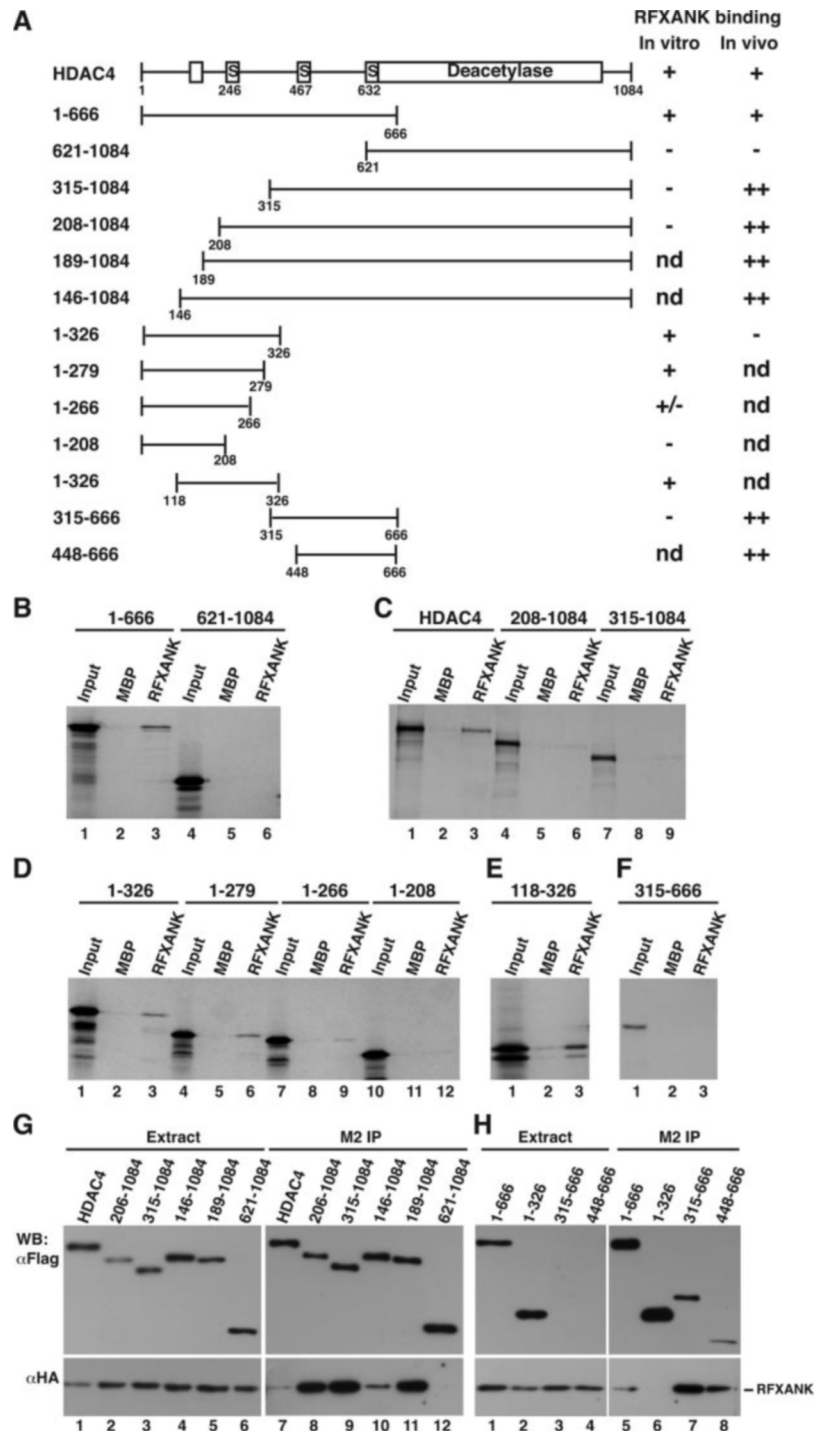 A
RFXANK binding
In vitro In vivo
HDAC4 S S S Deacetylase + +
1 246 467 632 1084
1-666 + +
666
621-1084 - -
621
315-1084 - ++
315
208-1084 - ++
208
189-1084 nd ++
189
146-1084 nd ++
146
1-326 + -
326
1-279 + nd
279
1-266 +/- nd
266
1-208 - nd
208
1-326 + nd
118 326
315-666 - ++
315 666
448-666 nd ++
448 666
B
1-666 621-1084
Input MBP RFXANK Input MBP RFXANK
1 2 3 4 5 6
C
HDAC4 208-1084 315-1084
Input MBP RFXANK Input MBP RFXANK Input MBP RFXANK
1 2 3 4 5 6 7 8 9
D
1-326 1-279 1-266 1-208
Input MBP RFXANK Input MBP RFXANK Input MBP RFXANK Input MBP RFXANK
1 2 3 4 5 6 7 8 9 10 11 12
E
118-326
Input MBP RFXANK
1 2 3
F
315-666
Input MBP RFXANK
1 2 3
G
Extract M2 IP
HDAC4 206-1084 315-1084 146-1084 189-1084 621-1084 HDAC4 206-1084 315-1084 146-1084 189-1084 621-1084
WB:
αFlag
αHA
1 2 3 4 5 6 7 8 9 10 11 12
H
Extract M2 IP
1-666 1-326 315-666 448-666 1-666 1-326 315-666 448-666
RFXANK
1 2 3 4 5 6 7 8